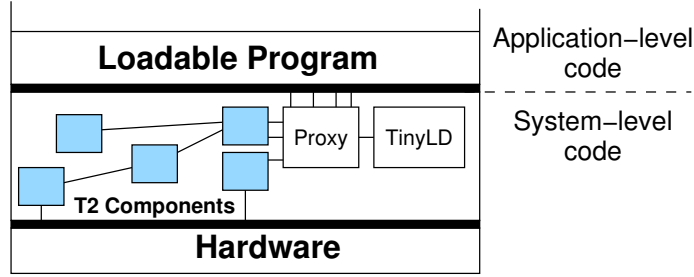 Loadable Program
Application−level
code
System−level
code
Proxy
TinyLD
T2 Components
Hardware